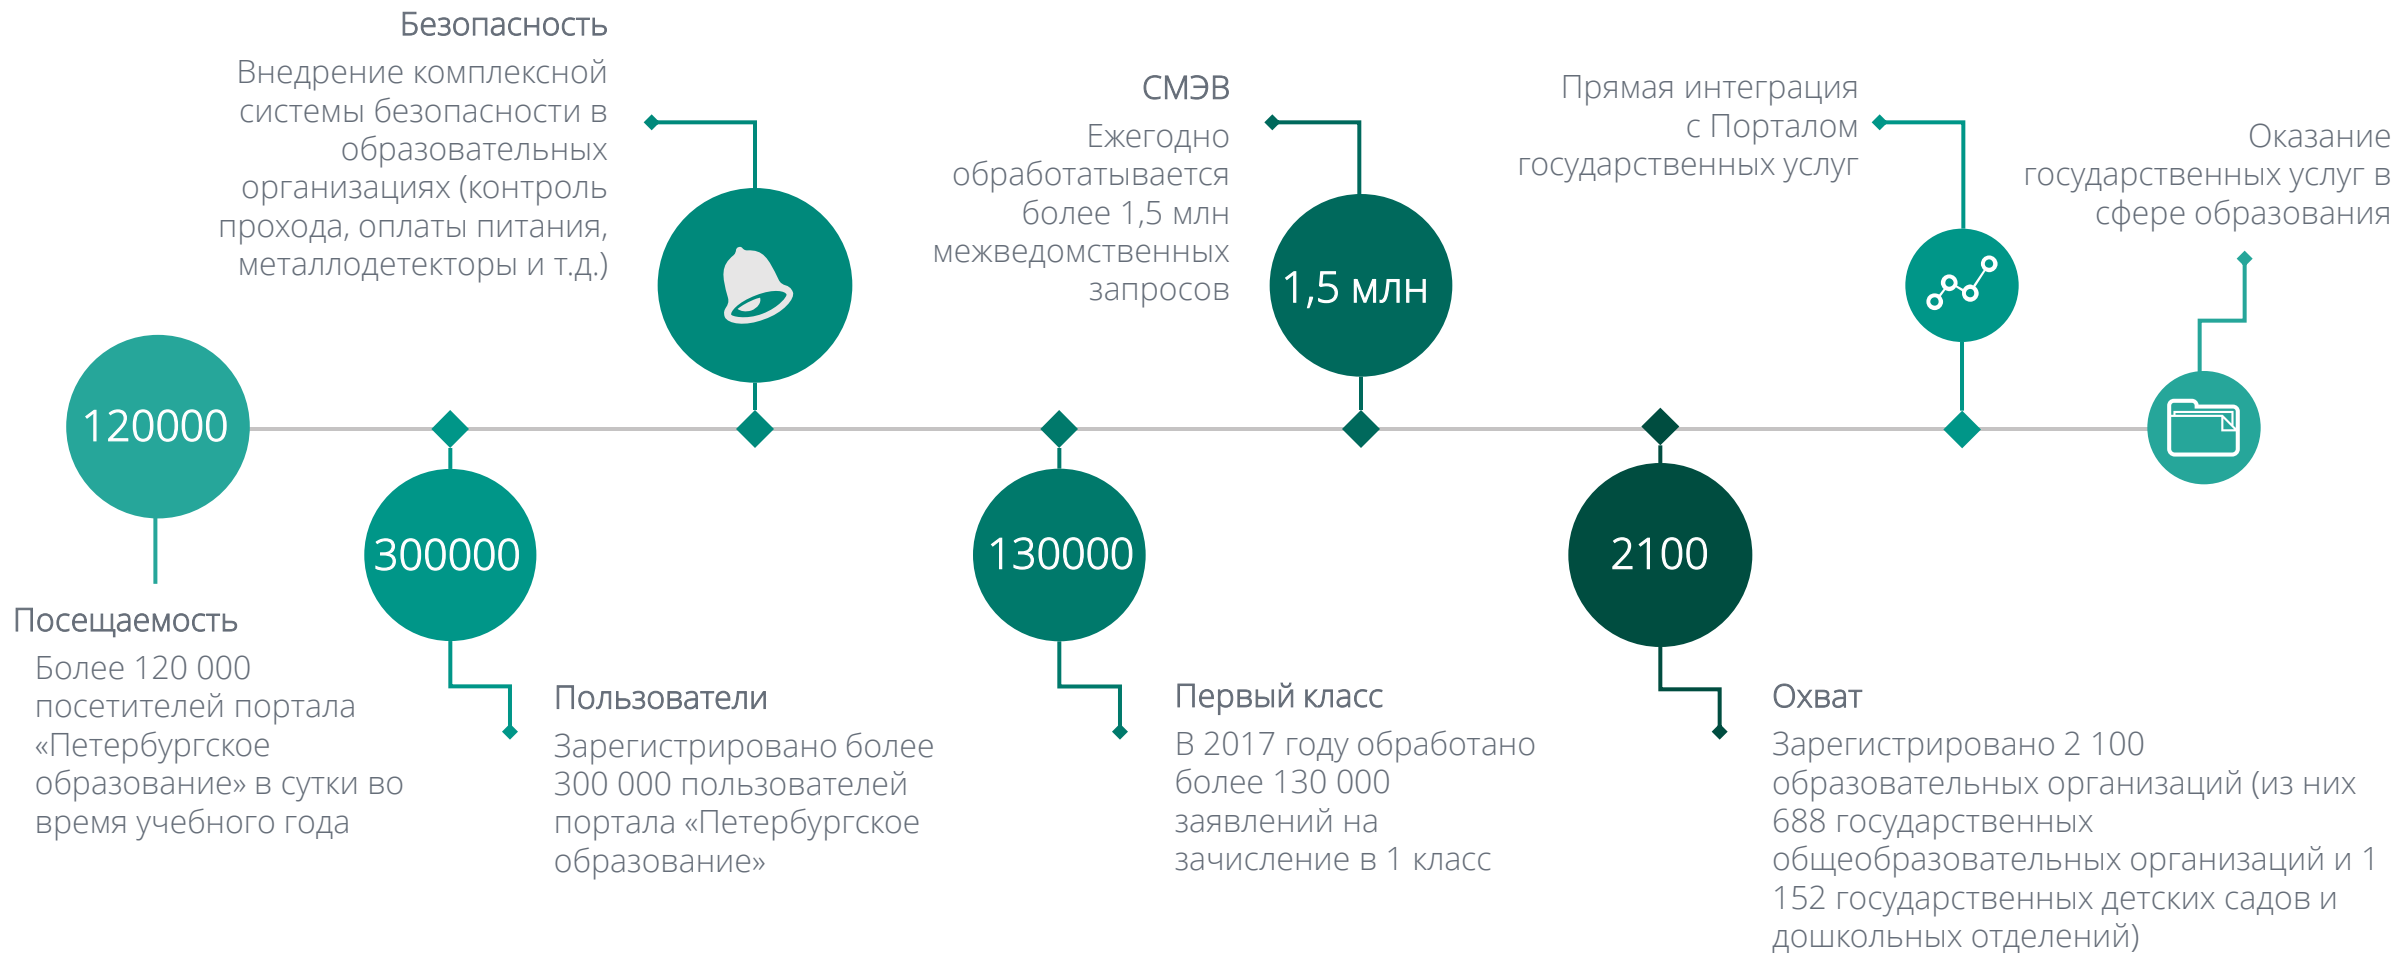 Безопасность
Внедрение комплексной
системы безопасности в
образовательных
организациях (контроль
прохода, оплаты питания,
металлодетекторы и т.д.)
СМЭВ
Ежегодно
обработатывается
более 1,5 млн
межведомственных
запросов
1,5 млн
Прямая интеграция
с Порталом
государственных услуг
Оказание
государственных услуг в
сфере образования
120000
Посещаемость
Более 120 000
посетителей портала
«Петербургское
образование» в сутки во
время учебного года
300000
Пользователи
Зарегистрировано более
300 000 пользователей
портала «Петербургское
образование»
130000
Первый класс
В 2017 году обработано
более 130 000
заявлений на
зачисление в 1 класс
2100
Охват
Зарегистрировано 2 100
образовательных организаций (из них
688 государственных
общеобразовательных организаций и 1
152 государственных детских садов и
дошкольных отделений)